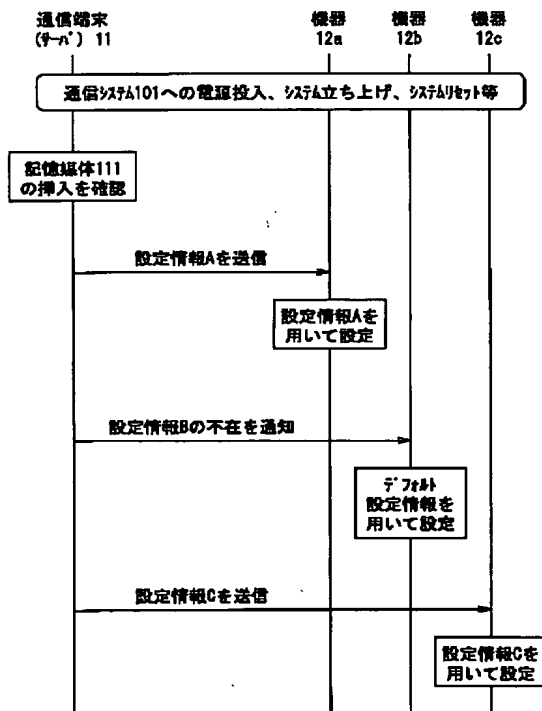 通信端末
(ｻｰﾊﾞ) 11
機器
12a
機器
12b
機器
12c
通信ｼｽﾃﾑ101への電源投入、ｼｽﾃﾑ立ち上げ、ｼｽﾃﾑﾘｾｯﾄ等
記憶媒体111
の挿入を確認
設定情報Aを送信
設定情報Aを
用いて設定
設定情報Bの不在を通知
ﾃﾞﾌｫﾙﾄ
設定情報を
用いて設定
設定情報Cを送信
設定情報Cを
用いて設定